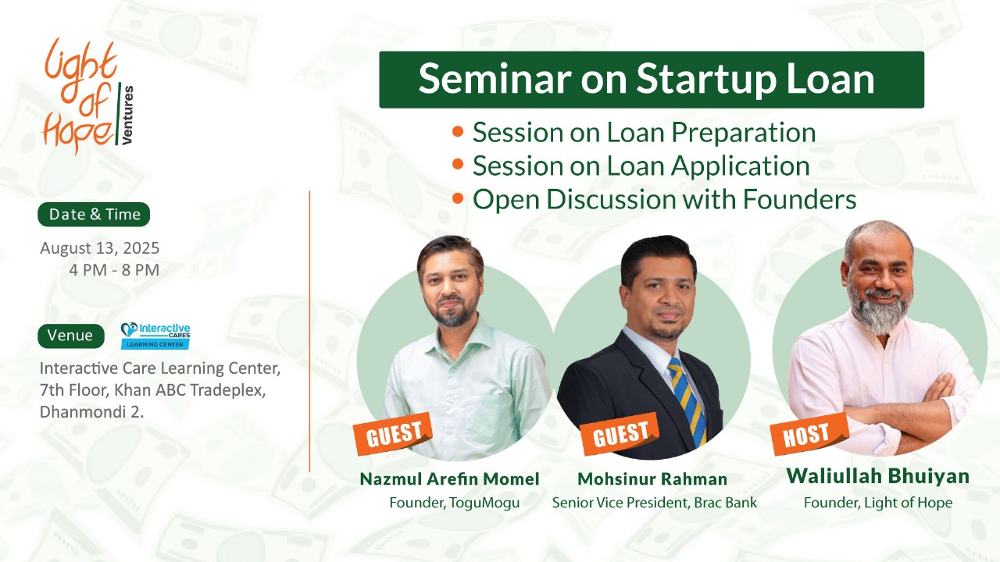 Light
of
Hope
Ventures
Seminar on Startup Loan
• Session on Loan Preparation
• Session on Loan Application
• Open Discussion with Founders
Date & Time
August 13, 2025
4 PM - 8 PM
Venue
Interactive
CARES
LEARNING CENTER
Interactive Care Learning Center,
7th Floor, Khan ABC Tradeplex,
Dhanmondi 2.
GUEST
Nazmul Arefin Momel
Founder, ToguMogu
GUEST
Mohsinur Rahman
Senior Vice President, Brac Bank
HOST
Waliullah Bhuiyan
Founder, Light of Hope